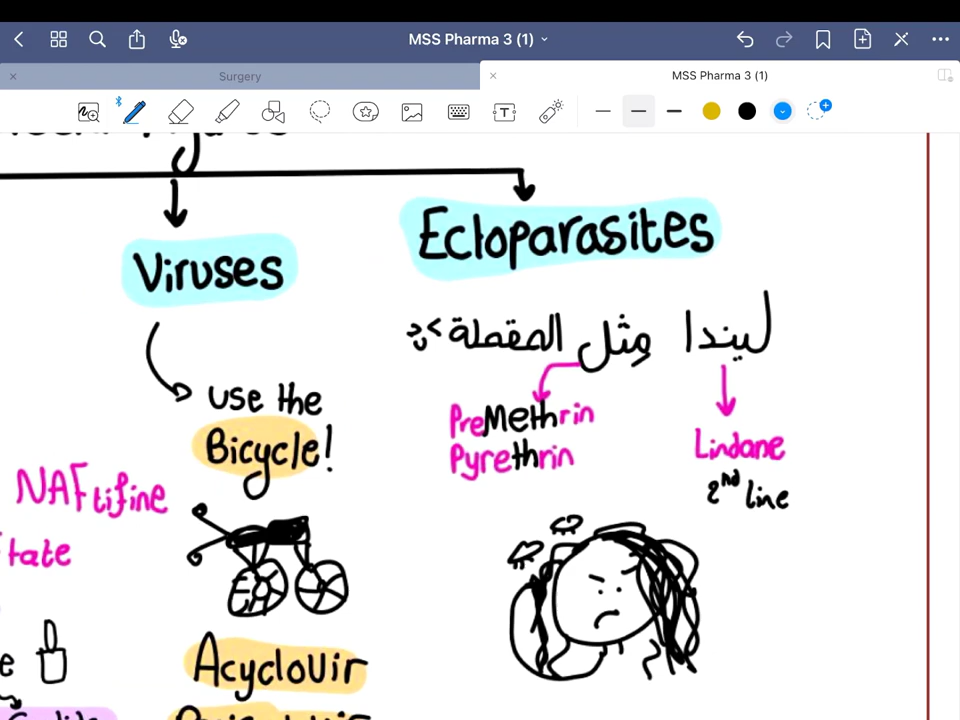 MSS Pharma 3 (1)
Surgery
MSS Pharma 3 (1)
Viruses
use the
Bicycle!
NAFtifine
tate
Acyclovir
Ectoparasites
ليندا مثل المقملة
PreMethrin
Pyrethrin
Lindane
2nd line